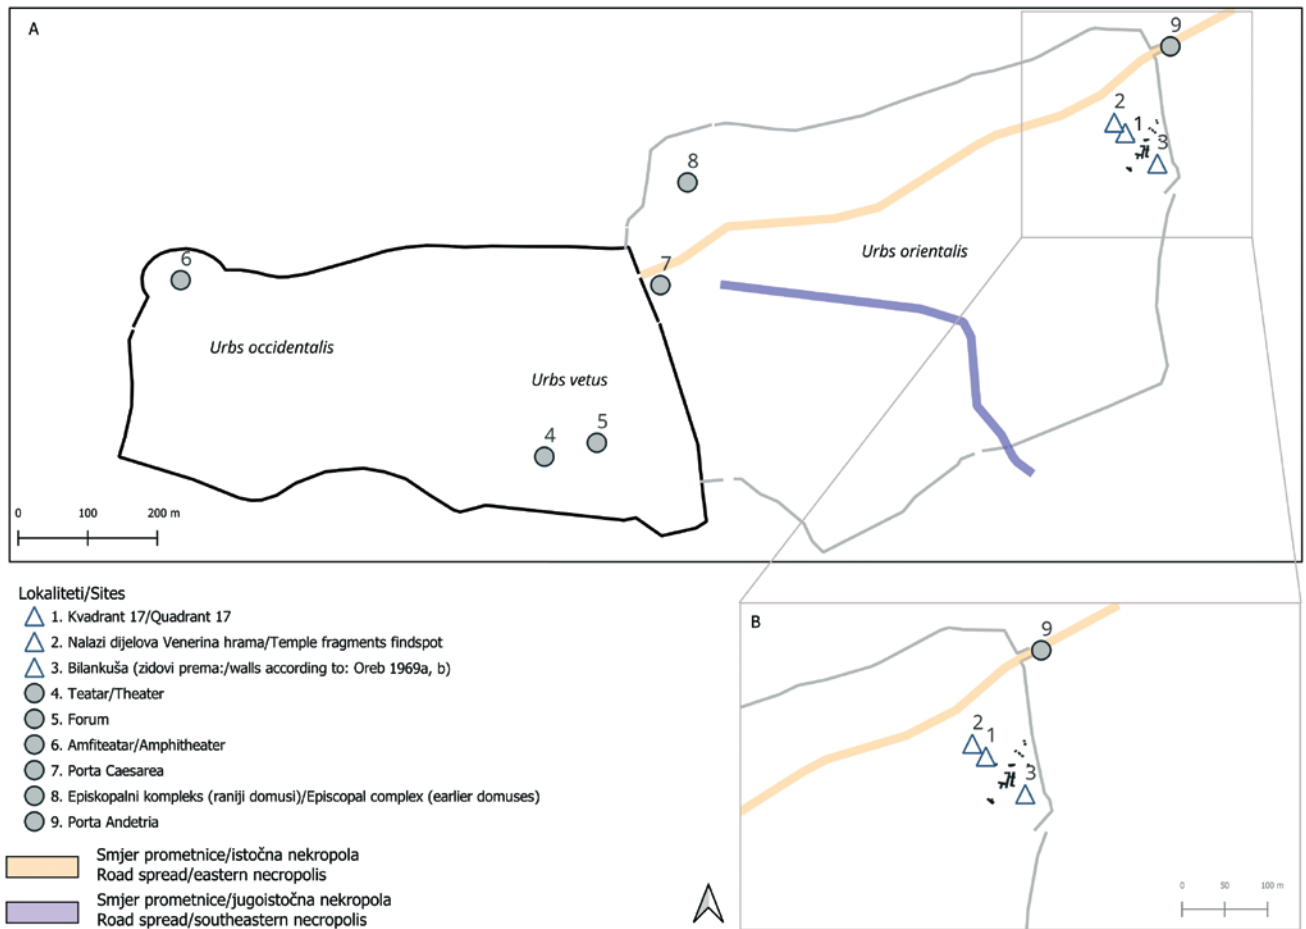 A
9
2
1
3
8
7
6
Urbs orientalis
Urbs occidentalis
Urbs vetus
5
4
0 100 200 m
Lokaliteti/Sites
1. Kvadrant 17/Quadrant 17
2. Nalazi dijelova Venerina hrama/Temple fragments findspot
3. Bilankuša (zidovi prema:/walls according to: Oreb 1969a, b)
4. Teatar/Theater
5. Forum
6. Amfiteatar/Amphitheater
7. Porta Caesarea
8. Episkopalni kompleks (raniji domusi)/Episcopal complex (earlier domuses)
9. Porta Andetria
Smjer prometnice/istočna nekropola
Road spread/eastern necropolis
Smjer prometnice/jugoistočna nekropola
Road spread/southeastern necropolis
B
9
2
1
3
0 50 100 m